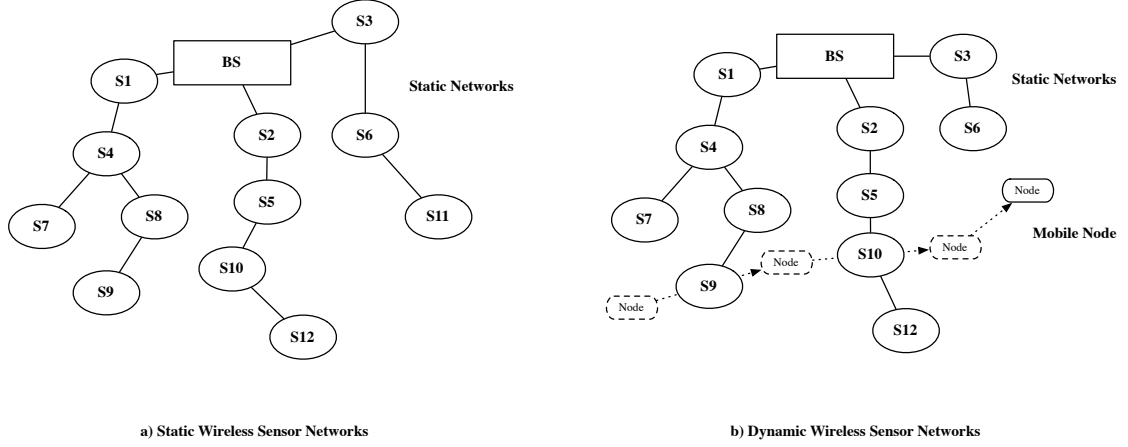 S3
BS
S1
Static Networks
S2
S6
S4
S5
S7
S8
S11
S10
S9
S12
a) Static Wireless Sensor Networks
BS
S3
S1
Static Networks
S2
S6
S4
S5
Node
S7
S8
Mobile Node
Node
S10
Node
S9
Node
S12
b) Dynamic Wireless Sensor Networks